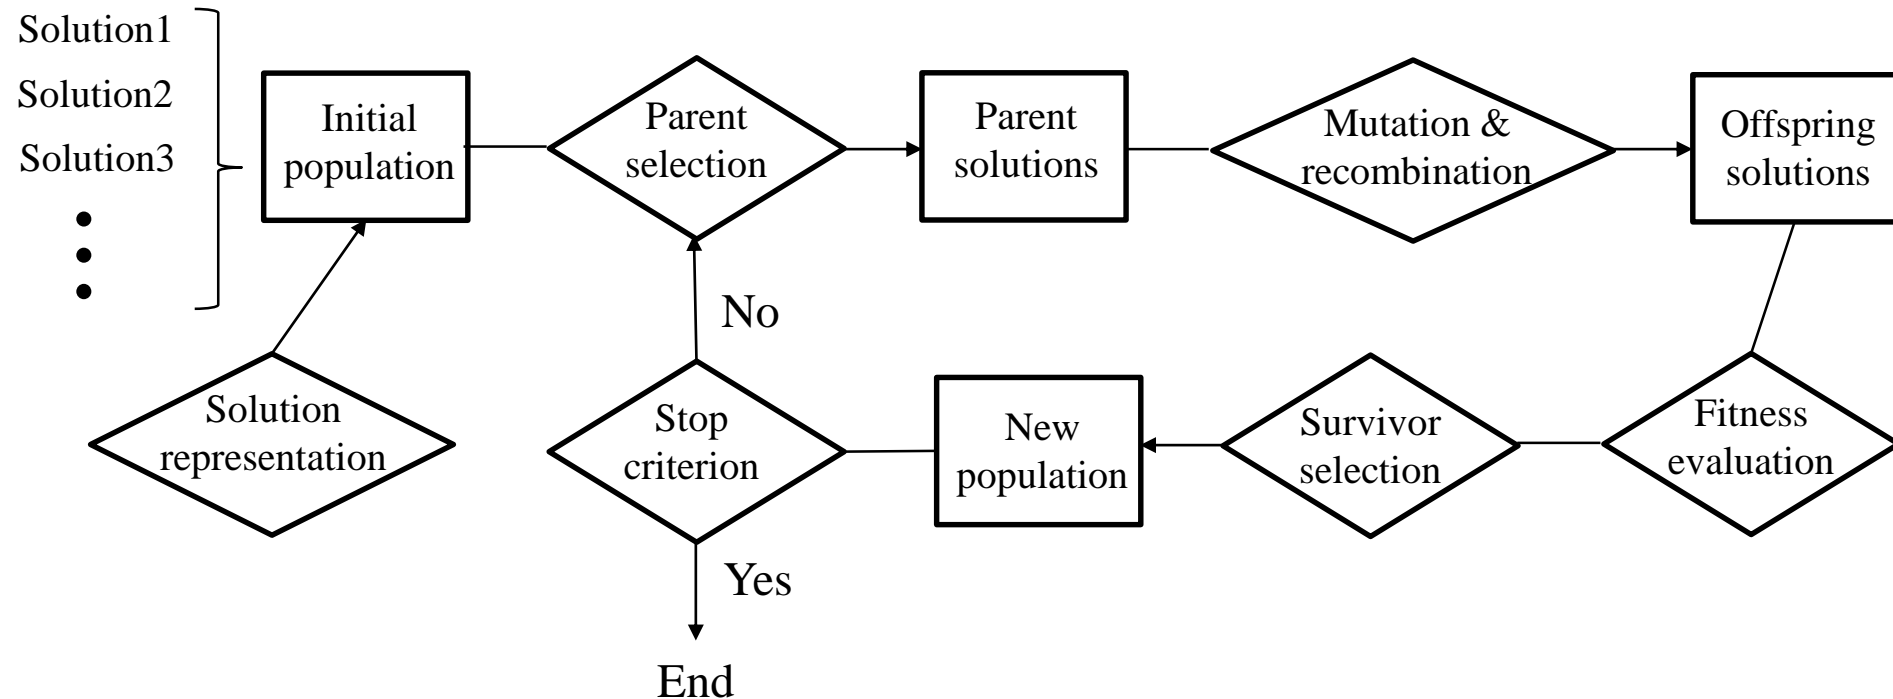 Solution1
Solution2
Solution3
Initial
population
Parent
selection
Parent
solutions
Mutation &
recombination
Offspring
solutions
No
Solution
representation
Stop
criterion
New
population
Survivor
selection
Fitness
evaluation
Yes
End